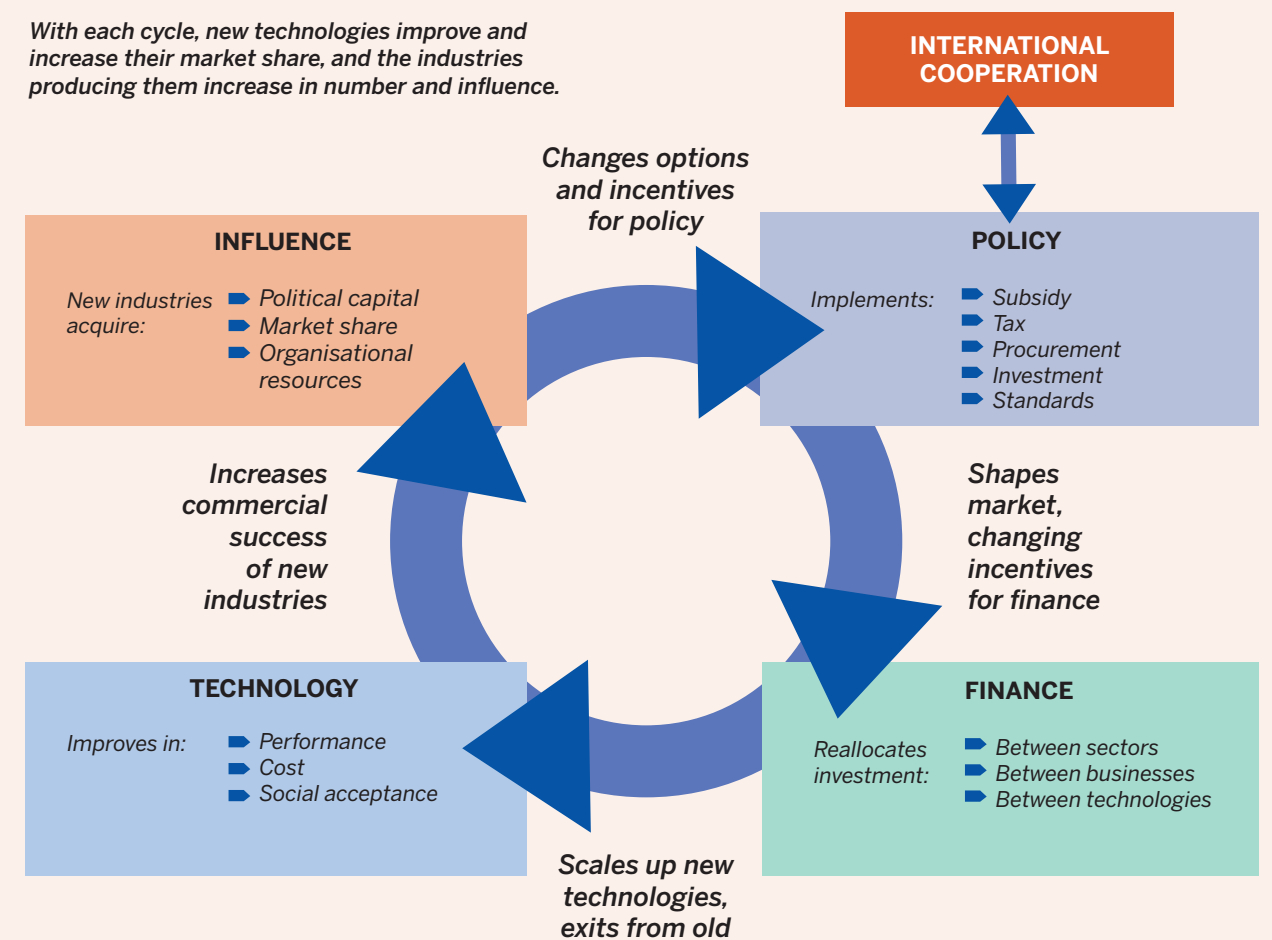 With each cycle, new technologies improve and
increase their market share, and the industries
producing them increase in number and influence.
INTERNATIONAL
COOPERATION
Changes options
and incentives
for policy
INFLUENCE
New industries
acquire:
Political capital
Market share
Organisational
resources
POLICY
Implements:
Subsidy
Tax
Procurement
Investment
Standards
Increases
commercial
success
of new
industries
Shapes
market,
changing
incentives
for finance
TECHNOLOGY
Improves in:
Performance
Cost
Social acceptance
FINANCE
Reallocates
investment:
Between sectors
Between businesses
Between technologies
Scales up new
technologies,
exits from old